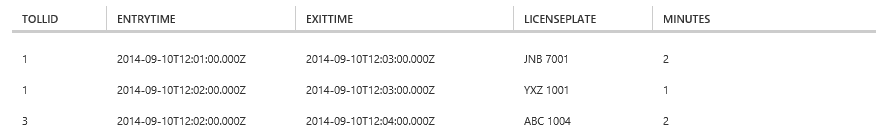 TOLLID ENTRYTIME EXITTIME LICENSEPLATE MINUTES
1 2014-09-10T12:01:00.000Z 2014-09-10T12:03:00.000Z JNB 7001 2
1 2014-09-10T12:02:00.000Z 2014-09-10T12:03:00.000Z YXZ 1001 1
3 2014-09-10T12:02:00.000Z 2014-09-10T12:04:00.000Z ABC 1004 2